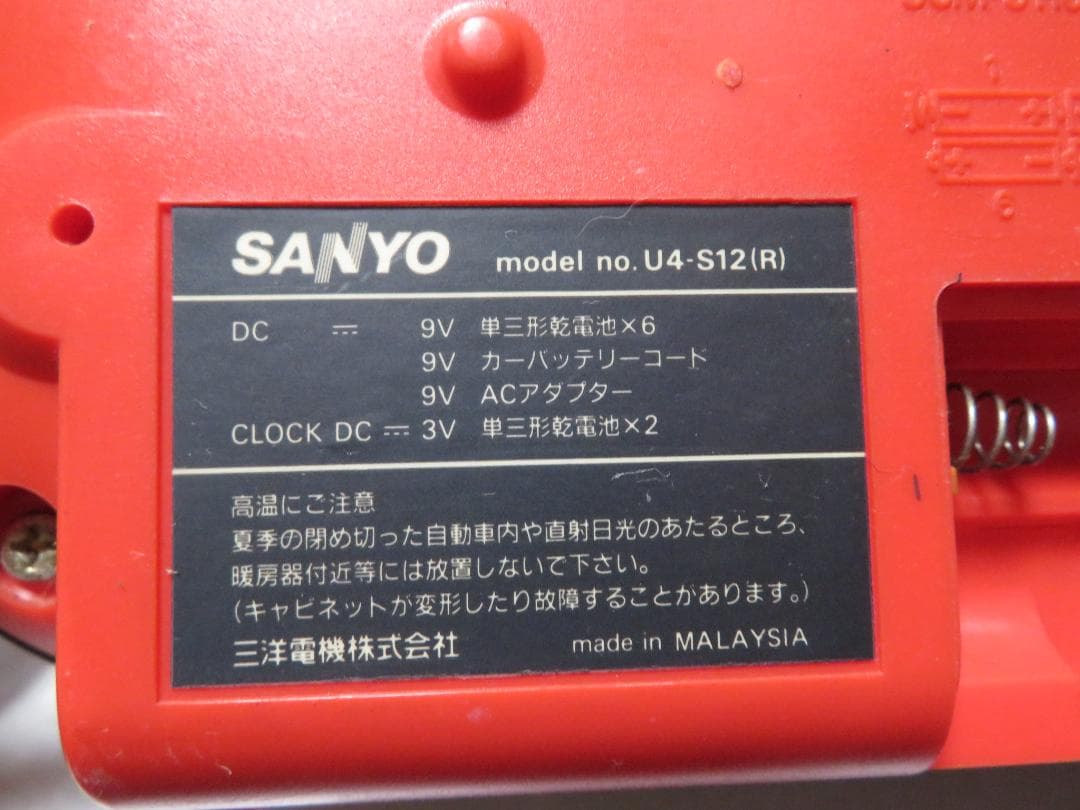 SANYO model no. U4-S12(R)
DC ⎓ 9V 単三形乾電池×6
9V カーバッテリーコード
9V ACアダプター
CLOCK DC ⎓ 3V 単三形乾電池×2
高温にご注意
夏季の閉め切った自動車内や直射日光のあたるところ、
暖房器付近等には放置しないで下さい。
(キャビネットが変形したり故障することがあります。)
三洋電機株式会社 made in MALAYSIA
1
6